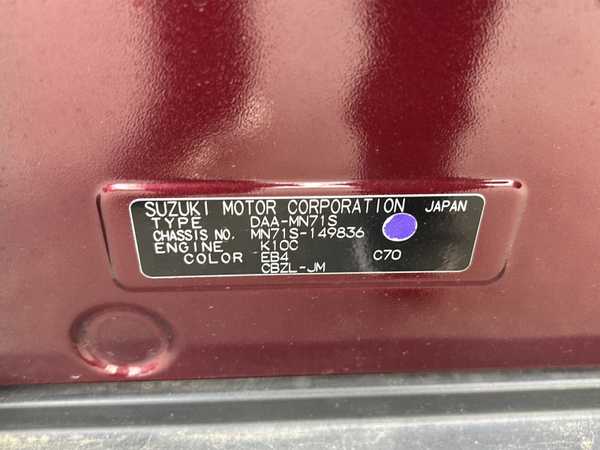 SUZUKI MOTOR CORPORATION JAPAN
TYPE DAA-MN71S
CHASSIS NO. MN71S-149836
ENGINE K10C
COLOR EB4 C70
CBZL-JM